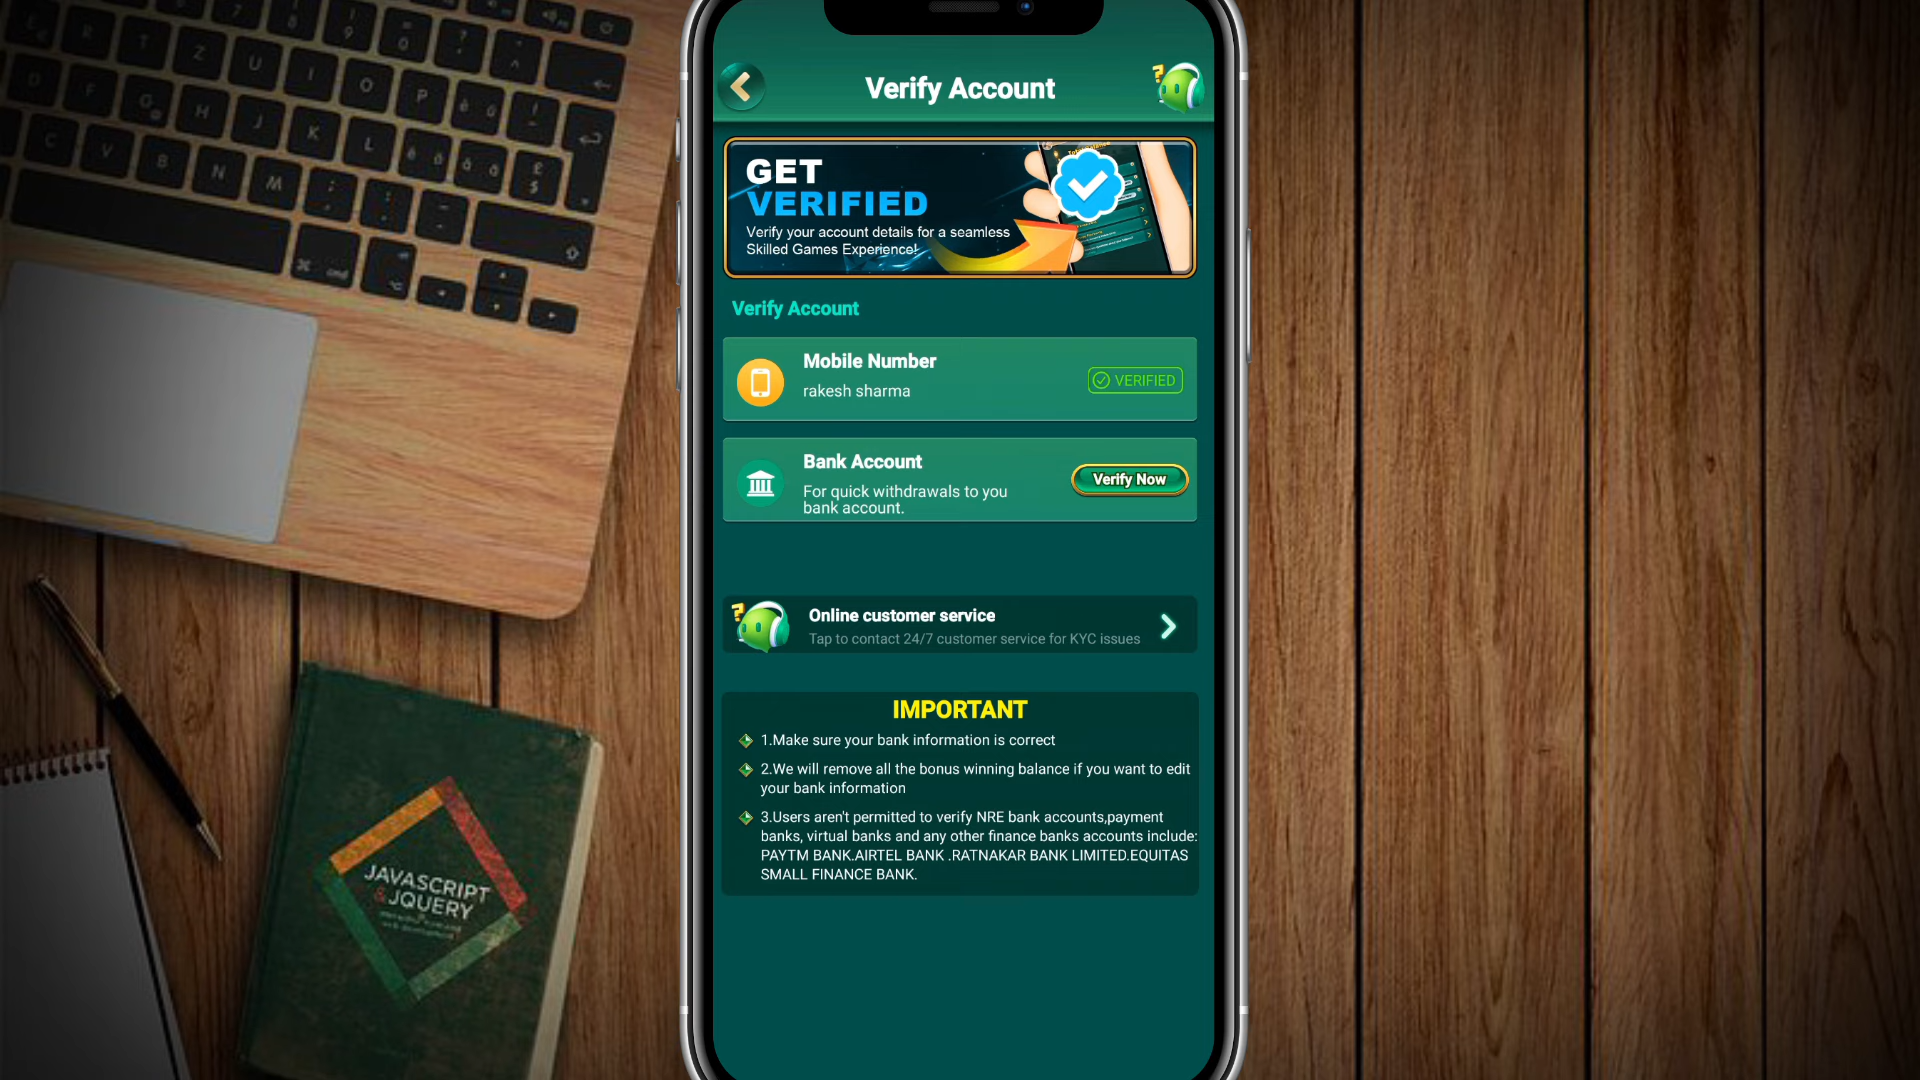 Verify Account
GET
VERIFIED
Verify your account details for a seamless
Skilled Games Experience!
Verify Account
Mobile Number
rakesh sharma
VERIFIED
Bank Account
For quick withdrawals to you
bank account.
Verify Now
Online customer service
Tap to contact 24/7 customer service for KYC issues
IMPORTANT
1.Make sure your bank information is correct
2.We will remove all the bonus winning balance if you want to edit
your bank information
3.Users aren't permitted to verify NRE bank accounts,payment
banks, virtual banks and any other finance banks accounts include:
PAYTM BANK.AIRTEL BANK .RATNAKAR BANK LIMITED.EQUITAS
SMALL FINANCE BANK.
JAVASCRIPT
& JQUERY